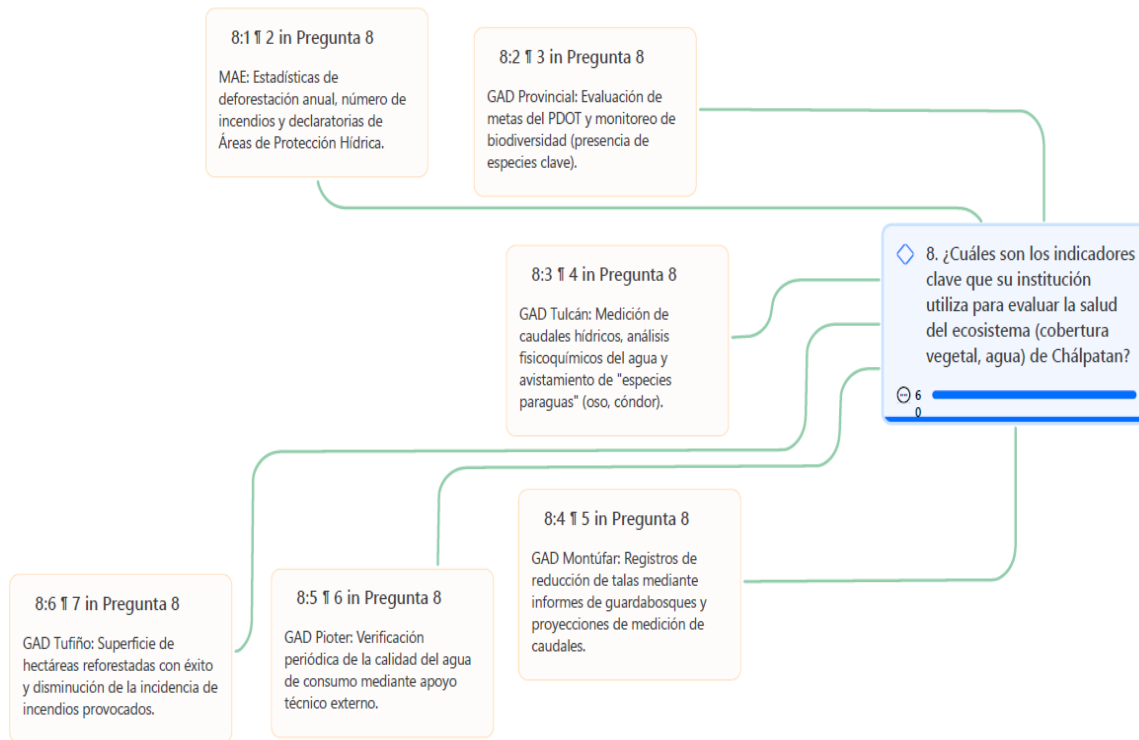 8:1 ¶ 2 in Pregunta 8
MAE: Estadísticas de
deforestación anual, número de
incendios y declaratorias de
Áreas de Protección Hídrica.
8:2 ¶ 3 in Pregunta 8
GAD Provincial: Evaluación de
metas del PDOT y monitoreo de
biodiversidad (presencia de
especies clave).
8. ¿Cuáles son los indicadores
clave que su institución
utiliza para evaluar la salud
del ecosistema (cobertura
vegetal, agua) de Chálpatan?
6
0
8:3 ¶ 4 in Pregunta 8
GAD Tulcán: Medición de
caudales hídricos, análisis
fisicoquímicos del agua y
avistamiento de "especies
paraguas" (oso, cóndor).
8:4 ¶ 5 in Pregunta 8
GAD Montúfar: Registros de
reducción de talas mediante
informes de guardabosques y
proyecciones de medición de
caudales.
8:5 ¶ 6 in Pregunta 8
GAD Pioter: Verificación
periódica de la calidad del agua
de consumo mediante apoyo
técnico externo.
8:6 ¶ 7 in Pregunta 8
GAD Tufiño: Superficie de
hectáreas reforestadas con éxito
y disminución de la incidencia de
incendios provocados.